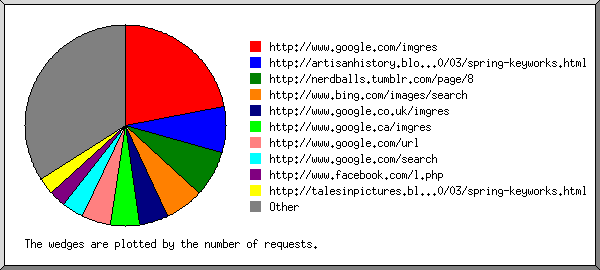 http://www.google.com/imgres
http://artisanhistory.blo...0/03/spring-keyworks.html
http://nerdballs.tumblr.com/page/8
http://www.bing.com/images/search
http://www.google.co.uk/imgres
http://www.google.ca/imgres
http://www.google.com/url
http://www.google.com/search
http://www.facebook.com/l.php
http://talesinpictures.bl...0/03/spring-keyworks.html
Other
The wedges are plotted by the number of requests.